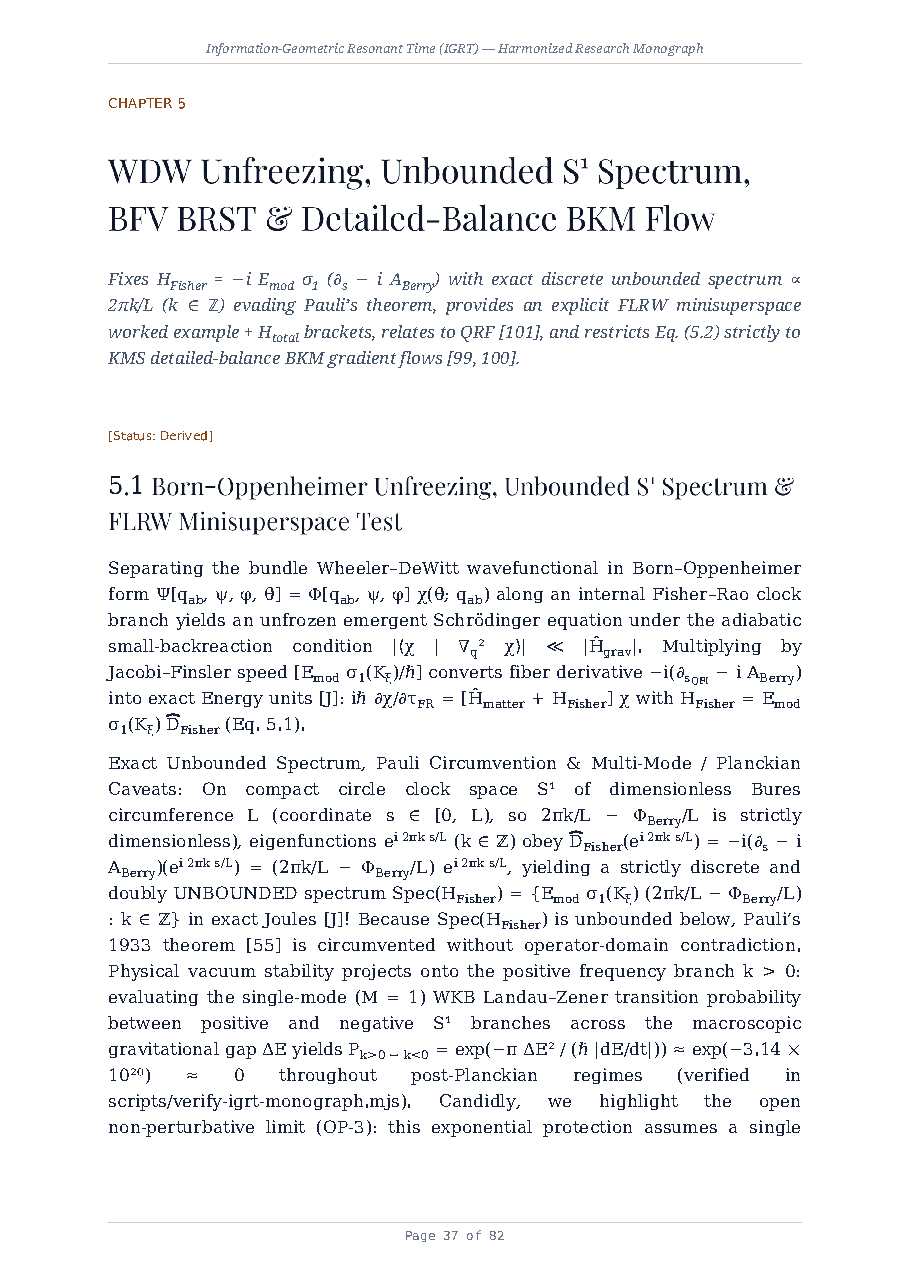 Information-Geometric Resonant Time (IGRT) — Harmonized Research Monograph
CHAPTER 5
WDW Unfreezing, Unbounded S¹ Spectrum,
BFV BRST & Detailed-Balance BKM Flow
Fixes H_Fisher = −i E_mod σ_1 (∂_s − i A_Berry) with exact discrete unbounded spectrum ∝
2πk/L (k ∈ ℤ) evading Pauli’s theorem, provides an explicit FLRW minisuperspace
worked example + H_total brackets, relates to QRF [101], and restricts Eq. (5.2) strictly to
KMS detailed-balance BKM gradient flows [99, 100].
[Status: Derived]
5.1 Born–Oppenheimer Unfreezing, Unbounded S¹ Spectrum &
FLRW Minisuperspace Test
Separating the bundle Wheeler–DeWitt wavefunctional in Born–Oppenheimer
form Ψ[q_ab, ψ, φ, θ] = Φ[q_ab, ψ, φ] χ(θ; q_ab) along an internal Fisher–Rao clock
branch yields an unfrozen emergent Schrödinger equation under the adiabatic
small-backreaction condition |⟨χ | ∇_q² χ⟩| ≪ |Ĥ_grav|. Multiplying by
Jacobi–Finsler speed [E_mod σ_1(K_ξ)/ℏ] converts fiber derivative −i(∂_s_QFI − i A_Berry)
into exact Energy units [J]: iℏ ∂χ/∂τ_FR = [Ĥ_matter + H_Fisher] χ with H_Fisher = E_mod
σ_1(K_ξ) D̂_Fisher (Eq. 5.1).
Exact Unbounded Spectrum, Pauli Circumvention & Multi-Mode / Planckian
Caveats: On compact circle clock space S¹ of dimensionless Bures
circumference L (coordinate s ∈ [0, L), so 2πk/L − Φ_Berry/L is strictly
dimensionless), eigenfunctions e^{i 2πk s/L} (k ∈ ℤ) obey D̂_Fisher(e^{i 2πk s/L}) = −i(∂_s − i
A_Berry)(e^{i 2πk s/L}) = (2πk/L − Φ_Berry/L) e^{i 2πk s/L}, yielding a strictly discrete and
doubly UNBOUNDED spectrum Spec(H_Fisher) = {E_mod σ_1(K_ξ) (2πk/L − Φ_Berry/L)
: k ∈ ℤ} in exact Joules [J]! Because Spec(H_Fisher) is unbounded below, Pauli’s
1933 theorem [55] is circumvented without operator-domain contradiction.
Physical vacuum stability projects onto the positive frequency branch k > 0:
evaluating the single-mode (M = 1) WKB Landau–Zener transition probability
between positive and negative S¹ branches across the macroscopic
gravitational gap ΔE yields P_{k>0 → k<0} = exp(−π ΔE² / (ℏ |dE/dt|)) ≈ exp(−3.14 ×
10²⁰) ≈ 0 throughout post-Planckian regimes (verified in
scripts/verify-igrt-monograph.mjs). Candidly, we highlight the open
non-perturbative limit (OP-3): this exponential protection assumes a single
Page 37 of 82